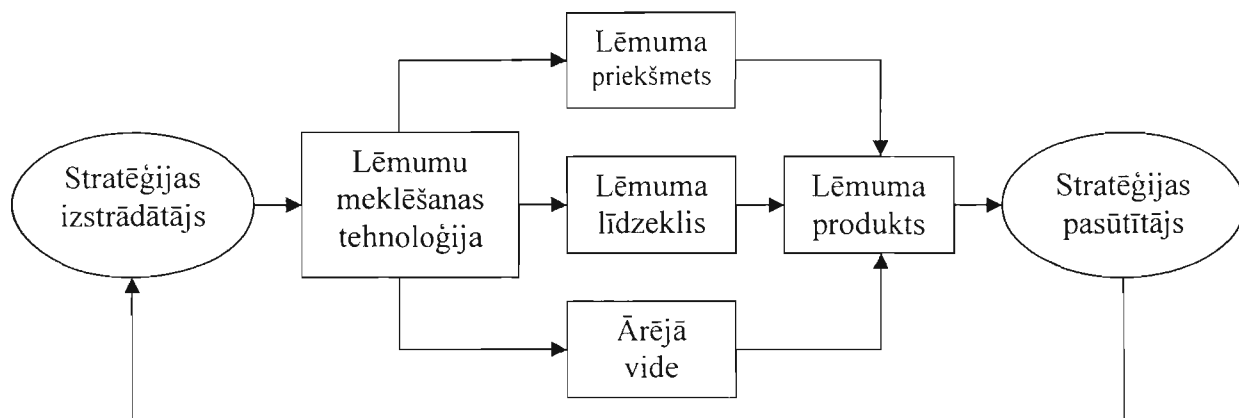 Lēmuma
priekšmets
Stratēģijas
izstrādātājs
Lēmumu
meklēšanas
tehnoloģija
Lēmuma
līdzeklis
Lēmuma
produkts
Stratēģijas
pasūtītājs
Ārējā
vide